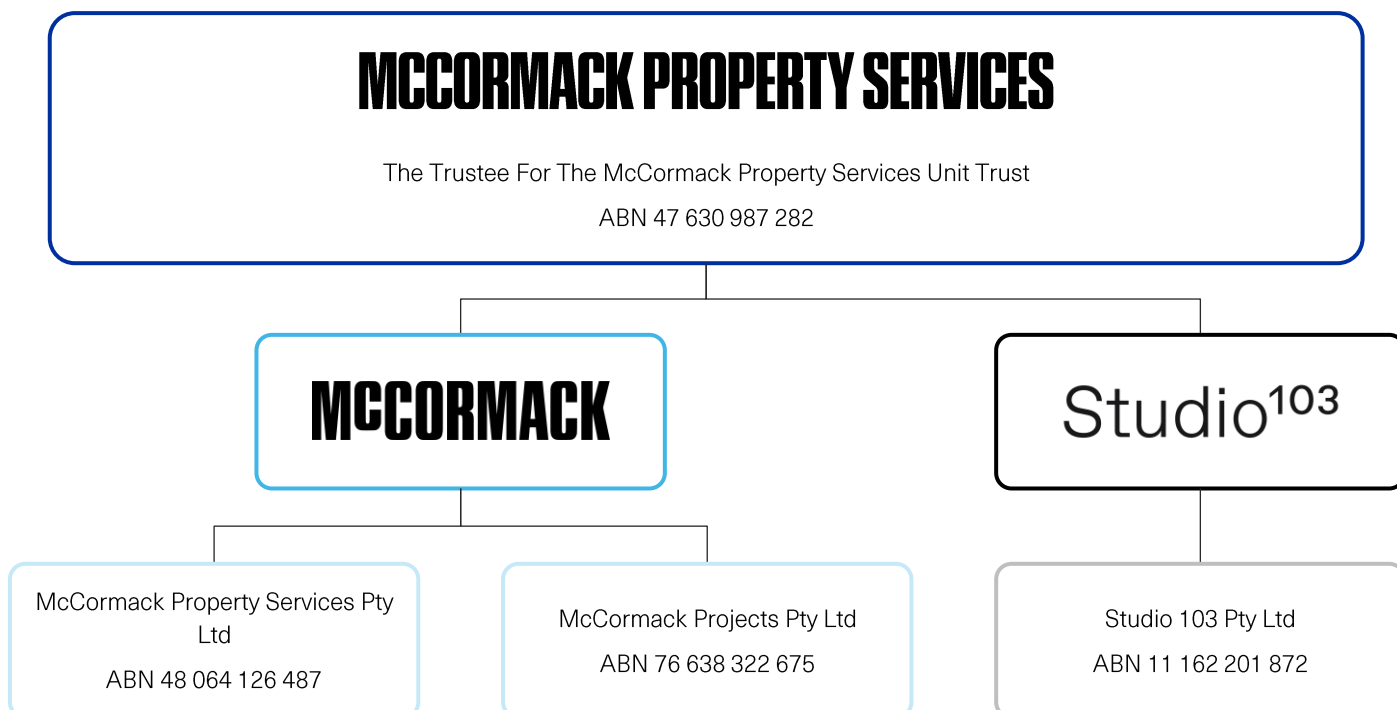 MCCORMACK PROPERTY SERVICES
The Trustee For The McCormack Property Services Unit Trust
ABN 47 630 987 282
MCCORMACK
Studio¹⁰³
McCormack Property Services Pty
Ltd
ABN 48 064 126 487
McCormack Projects Pty Ltd
ABN 76 638 322 675
Studio 103 Pty Ltd
ABN 11 162 201 872